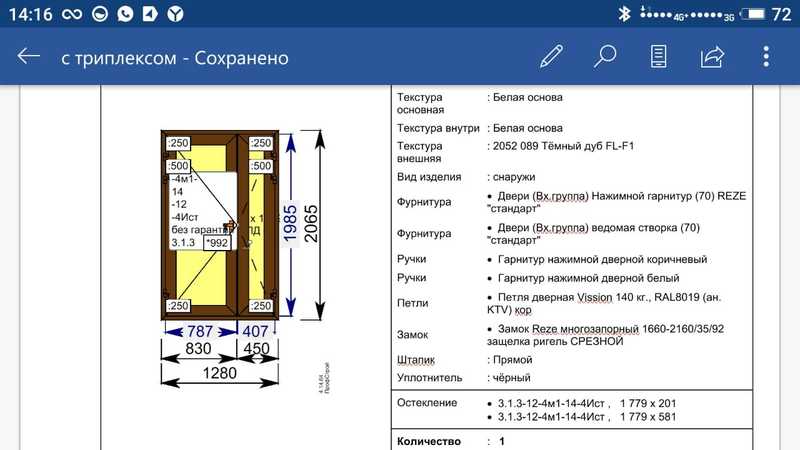 14:16
4G+
3G
72
с триплексом - Сохранено
Текстура : Белая основа
основная
Текстура внутри : Белая основа
Текстура : 2052 089 Тёмный дуб FL-F1
внешняя
Вид изделия : снаружи
Фурнитура • Двери (Вх.группа) Нажимной гарнитур (70) REZE
"стандарт"
Фурнитура • Двери (Вх.группа) ведомая створка (70)
"стандарт"
Ручки • Гарнитур нажимной дверной коричневый
Ручки • Гарнитур нажимной дверной белый
Петли • Петля дверная Vission 140 кг., RAL8019 (ан.
KTV) кор
Замок • Замок Reze многозапорный 1660-2160/35/92
защелка ригель СРЕЗНОЙ
Штапик : Прямой
Уплотнитель : чёрный
Остекление • 3.1.3-12-4м1-14-4Ист , 1 779 x 201
• 3.1.3-12-4м1-14-4Ист , 1 779 x 581
Количество : 1
:250 :250
:500 :500
-4м1-
14
-12
-4Ист x 1
без гарантии ПД
3.1.3 *992
:250 :250
1985
2065
787 407
830 450
1280
4.14.64
ПрофСтрой